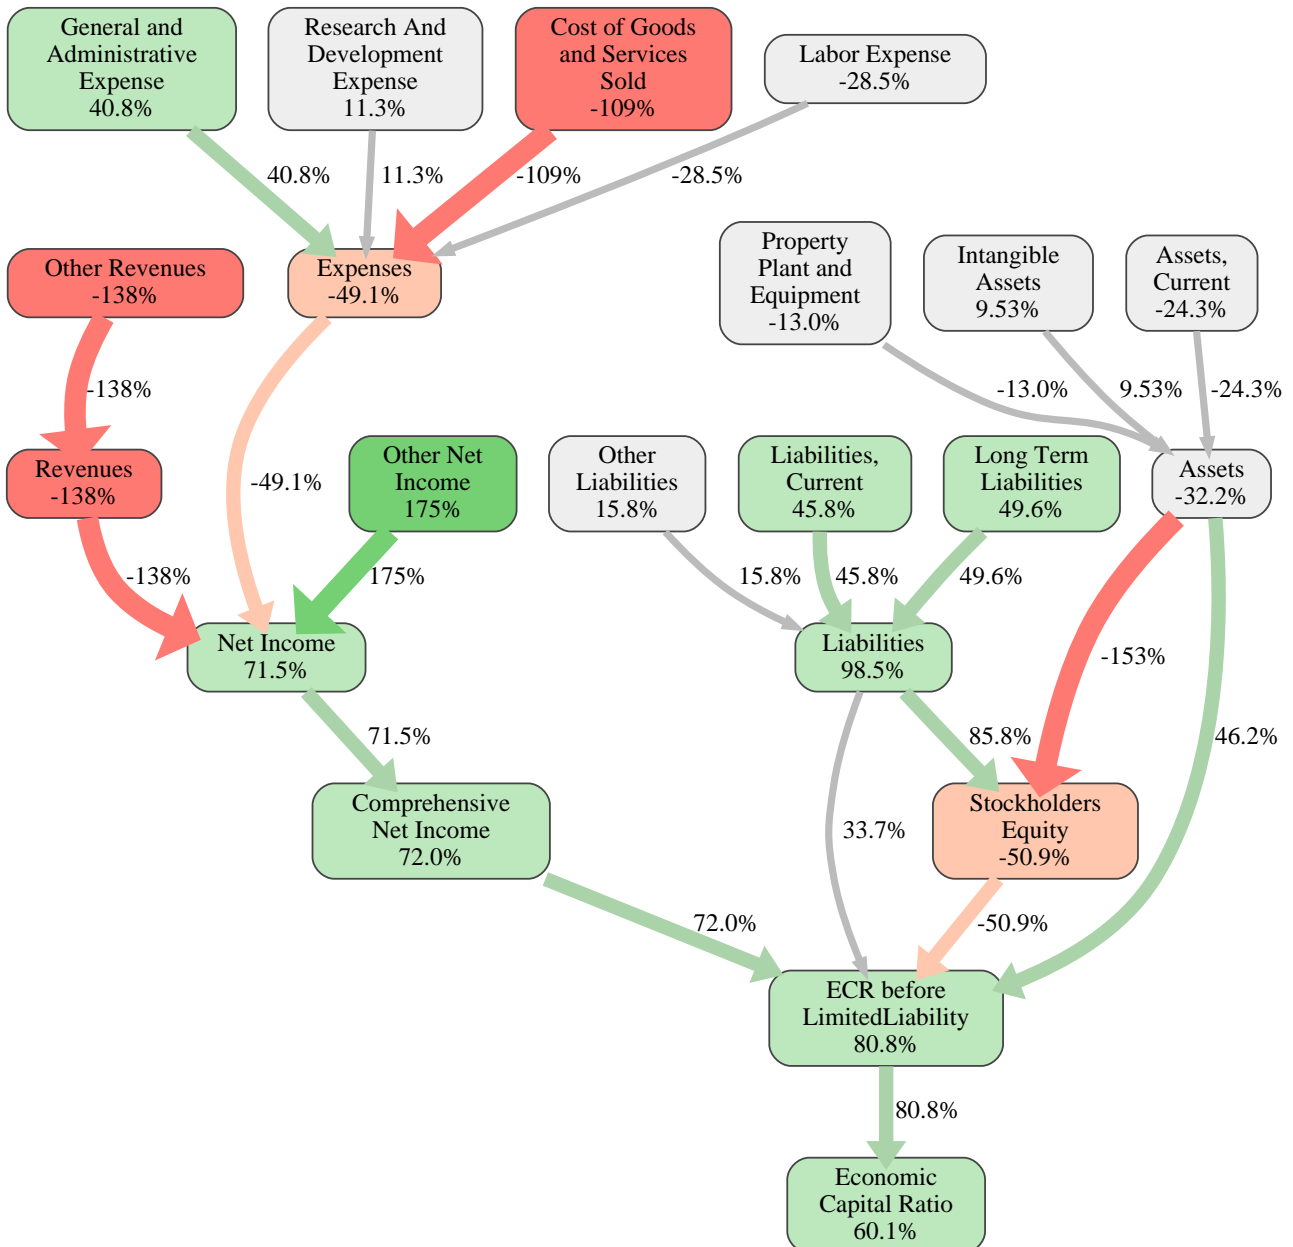 General and
Administrative
Expense
40.8%
Research And
Development
Expense
11.3%
Cost of Goods
and Services
Sold
-109%
Labor Expense
-28.5%
40.8%
11.3%
-109%
-28.5%
Other Revenues
-138%
Expenses
-49.1%
Property
Plant and
Equipment
-13.0%
Intangible
Assets
9.53%
Assets,
Current
-24.3%
-138%
-13.0%
9.53%
-24.3%
Revenues
-138%
-49.1%
Other Net
Income
175%
Other
Liabilities
15.8%
Liabilities,
Current
45.8%
Long Term
Liabilities
49.6%
Assets
-32.2%
-138%
175%
15.8%
45.8%
49.6%
Net Income
71.5%
Liabilities
98.5%
-153%
71.5%
85.8%
46.2%
Comprehensive
Net Income
72.0%
33.7%
Stockholders
Equity
-50.9%
72.0%
-50.9%
ECR before
LimitedLiability
80.8%
80.8%
Economic
Capital Ratio
60.1%